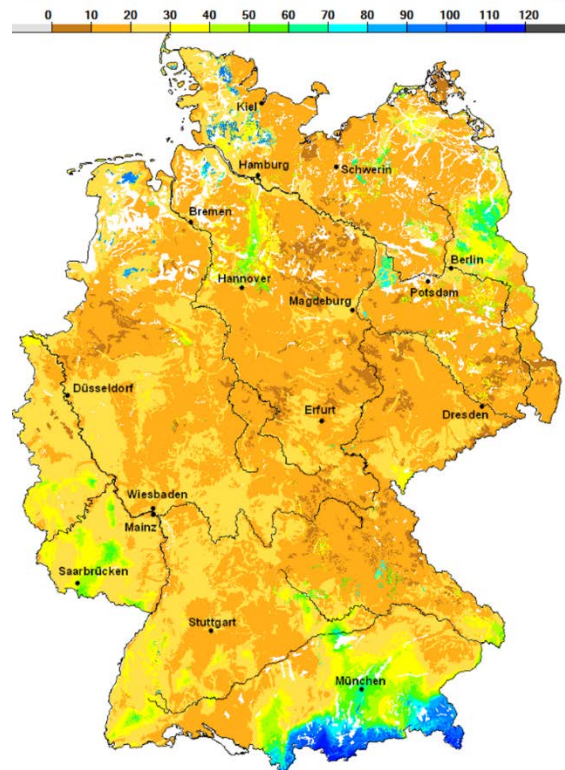 0 10 20 30 40 50 60 70 80 90 100 110 120
Kiel
Hamburg
Schwerin
Bremen
Berlin
Hannover
Potsdam
Magdeburg
Düsseldorf
Erfurt
Dresden
Wiesbaden
Mainz
Saarbrücken
Stuttgart
München